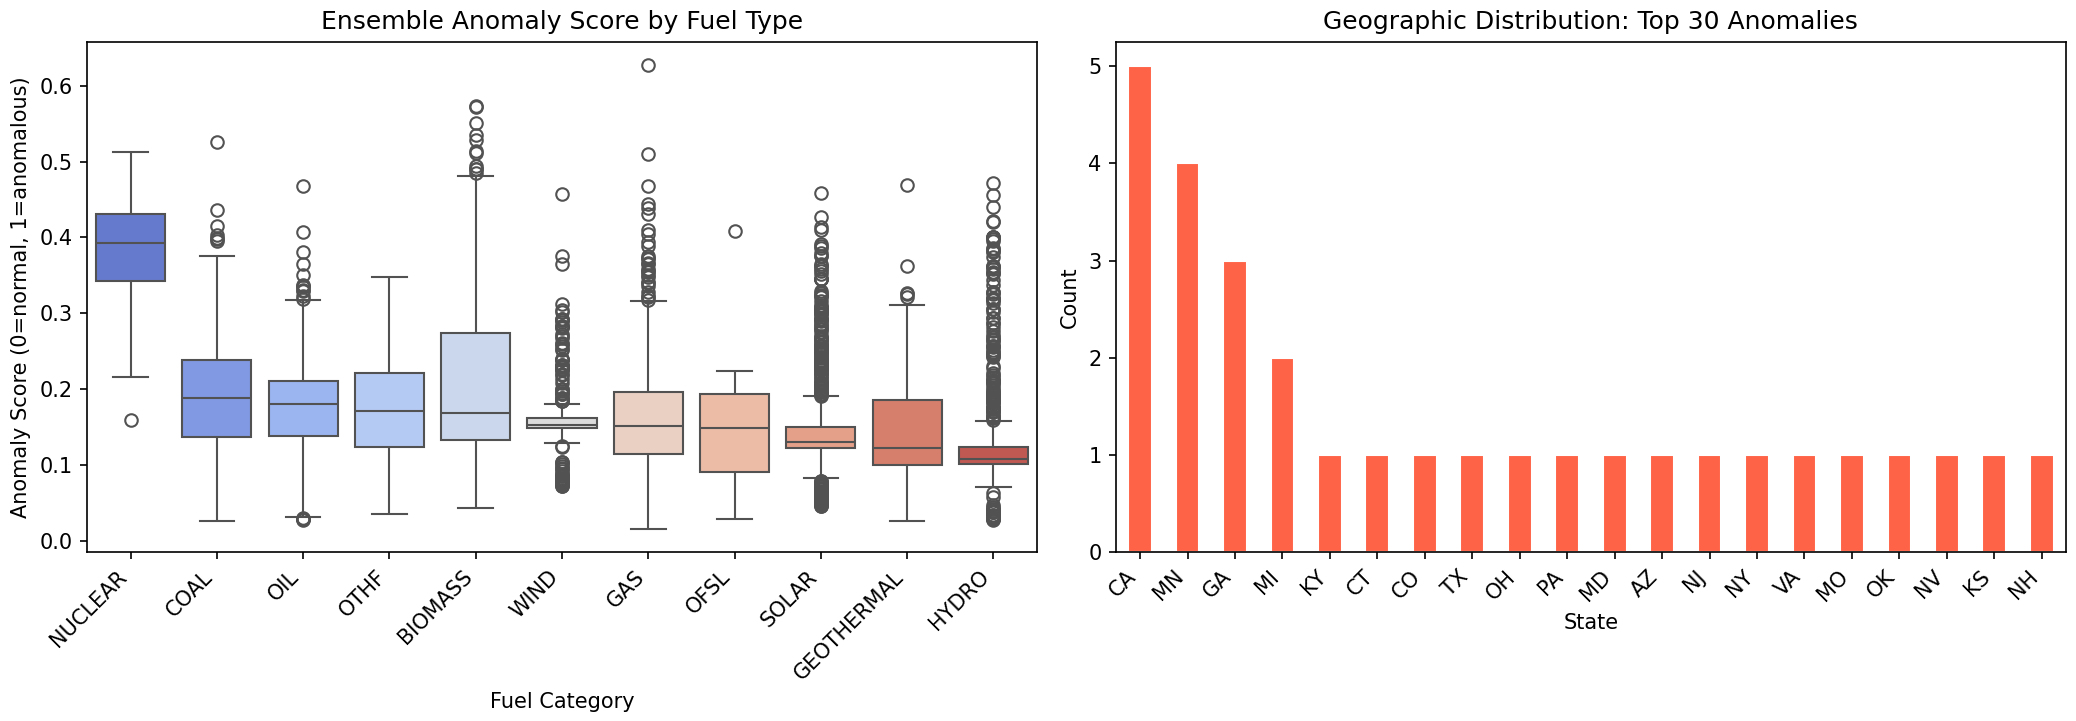 Ensemble Anomaly Score by Fuel Type
Anomaly Score (0=normal, 1=anomalous)
0.6
0.5
0.4
0.3
0.2
0.1
0.0
NUCLEAR
COAL
OIL
OTHF
BIOMASS
WIND
GAS
OFSL
SOLAR
GEOTHERMAL
HYDRO
Fuel Category
Geographic Distribution: Top 30 Anomalies
Count
5
4
3
2
1
0
CA
MN
GA
MI
KY
CT
CO
TX
OH
PA
MD
AZ
NJ
NY
VA
MO
OK
NV
KS
NH
State